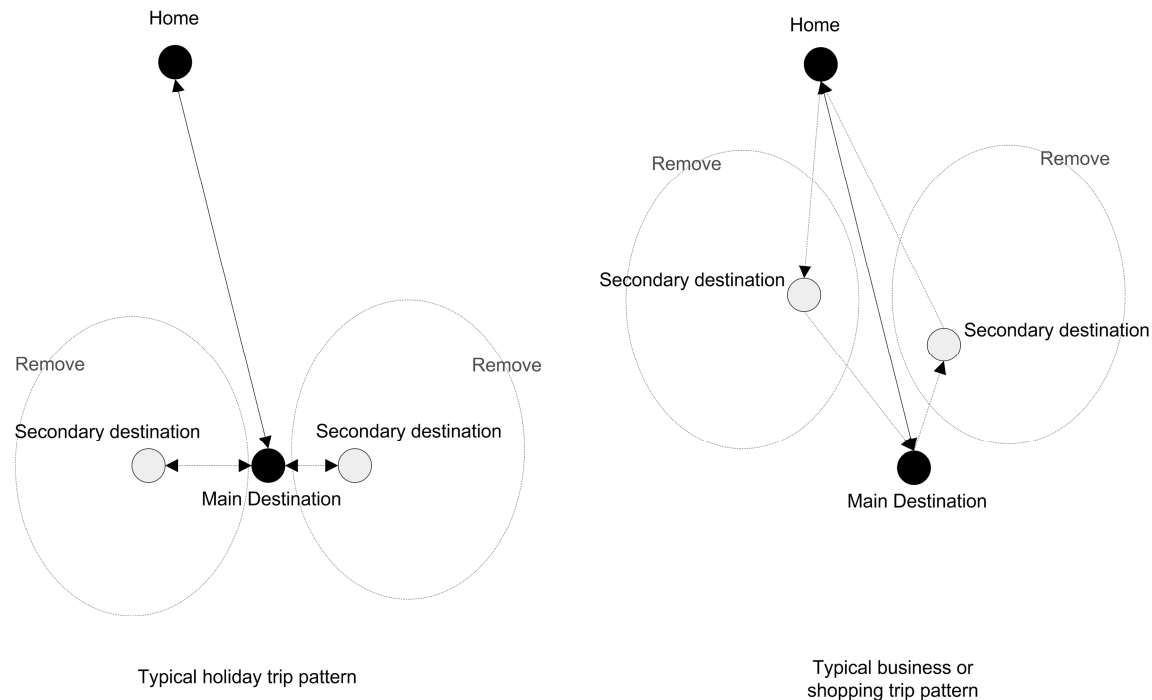 Home
Remove
Remove
Secondary destination
Secondary destination
Main Destination
Typical holiday trip pattern
Home
Remove
Remove
Secondary destination
Secondary destination
Main Destination
Typical business or
shopping trip pattern